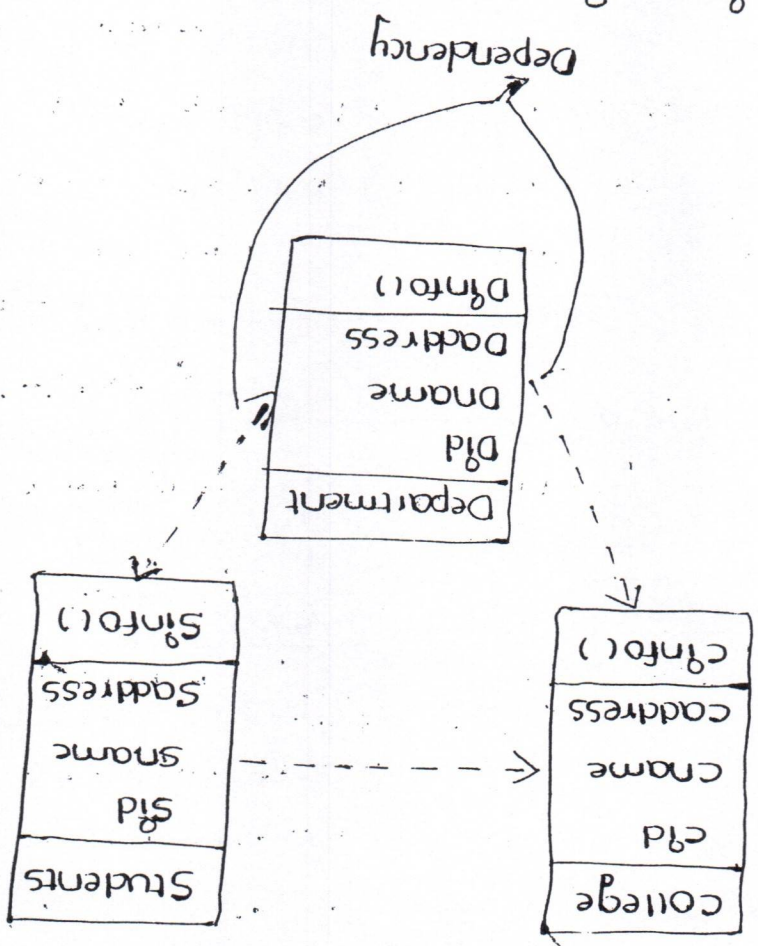 College
cid
cname
caddress
cinfo()
Students
Sid
sname
Saddress
Sinfo()
Department
Did
Dname
Daddress
Dinfo()
Dependency